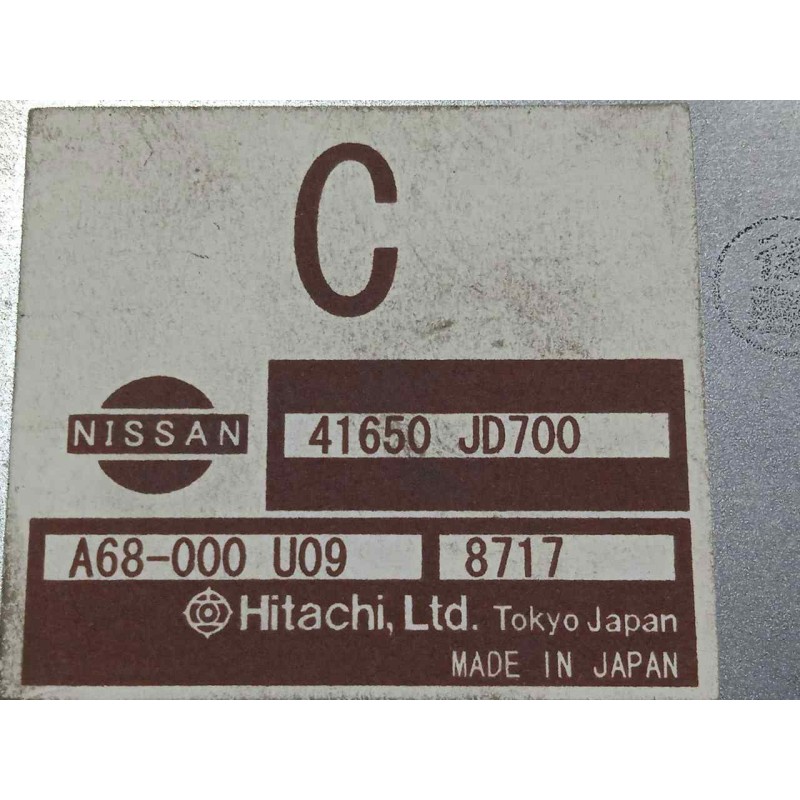 C
NISSAN
41650 JD700
A68-000 U09
8717
Hitachi, Ltd. Tokyo Japan
MADE IN JAPAN